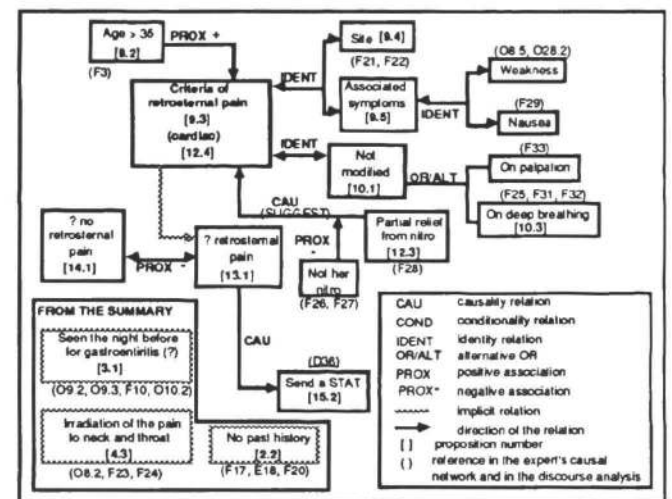 Age > 35
[9.2]
(F3)
PROX +
Criteria of
retrosternal pain
[9.3]
(cardiac)
[12.4]
IDENT
Site [9.4]
(F21, F22)
Associated
symptoms
[9.5]
IDENT
(O8.5, O28.2)
Weakness
(F29)
Nausea
IDENT
Not
modified
[10.1]
OR/ALT
(F33)
On palpation
(F25, F31, F32)
On deep breathing
[10.3]
CAU
(SUGGEST)
PROX
-
Partial relief
from nitro
[12.3]
(F28)
Not her
nitro
(F26, F27)
? no
retrosternal
pain
[14.1]
PROX -
? retrosternal
pain
[13.1]
CAU
(D36)
Send a STAT
[15.2]
FROM THE SUMMARY
Seen the night before
for gastroentiritis (?)
[3.1]
(O9.2, O9.3, F10, O10.2)
Irradiation of the pain
to neck and throat
[4.3]
(O8.2, F23, F24)
No past history
[2.2]
(F17, E18, F20)
CAU causality relation
COND conditionality relation
IDENT identity relation
OR/ALT alternative OR
PROX positive association
PROX- negative association
implicit relation
direction of the relation
[ ] proposition number
( ) reference in the expert's causal
network and in the discourse analysis